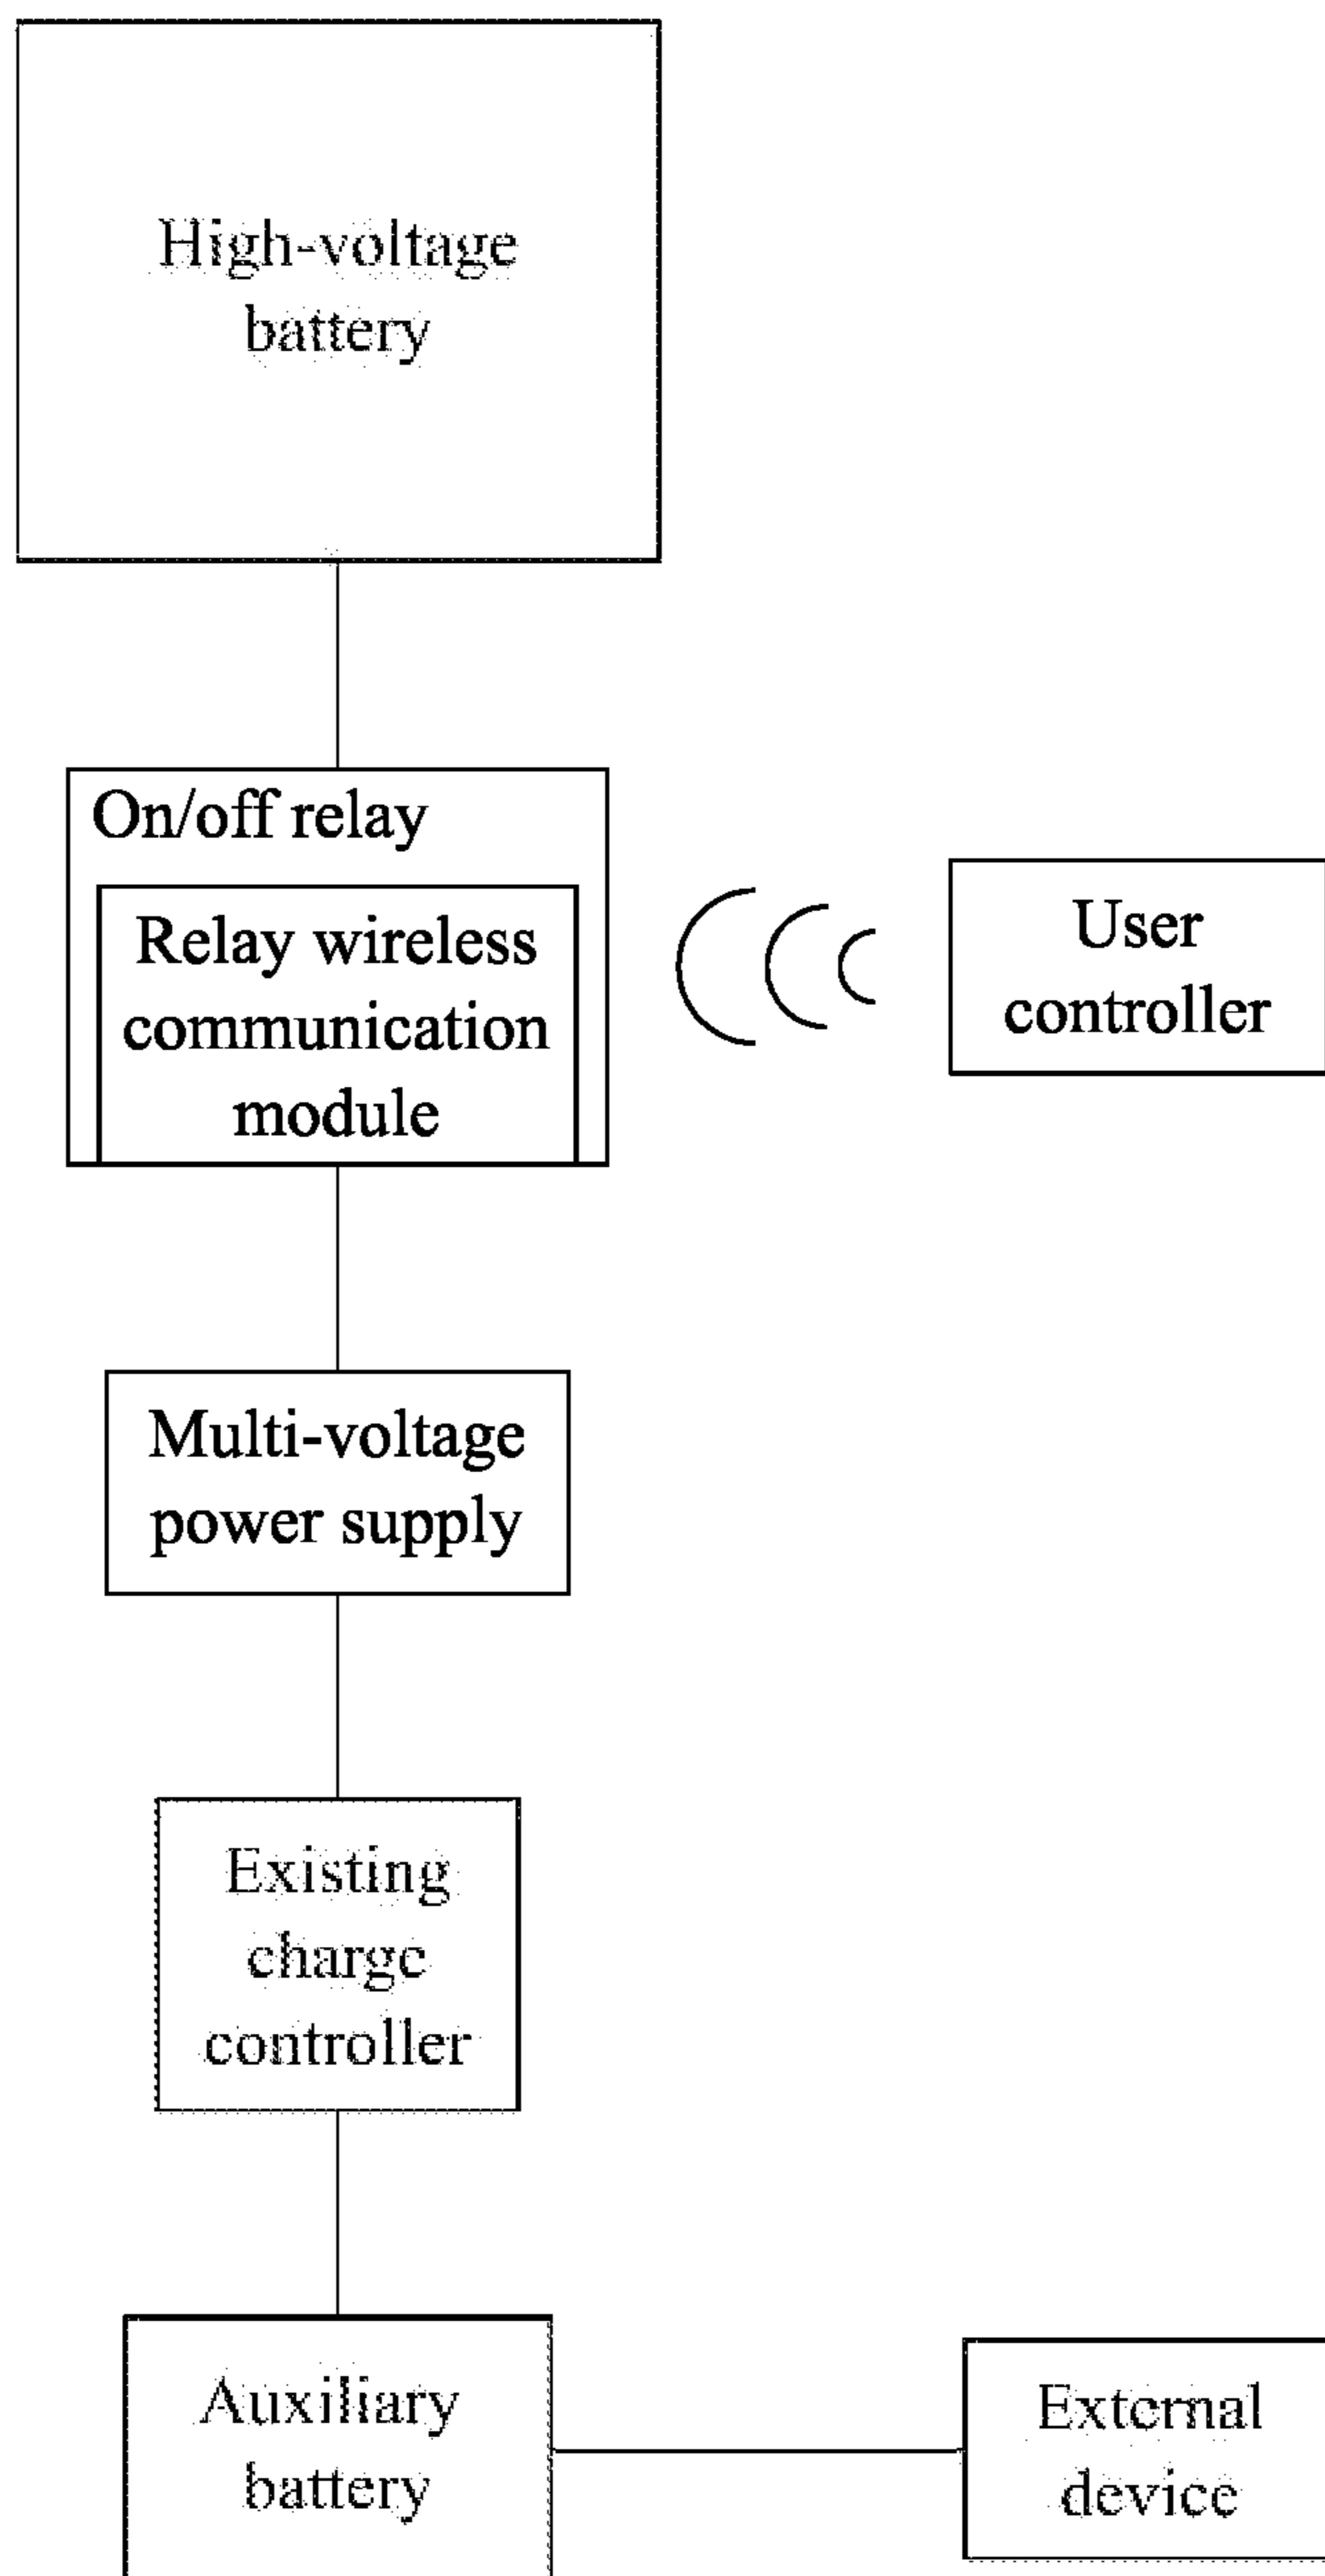 High-voltage
battery
On/off relay
Relay wireless
communication
module
User
controller
Multi-voltage
power supply
Existing
charge
controller
Auxiliary
battery
External
device